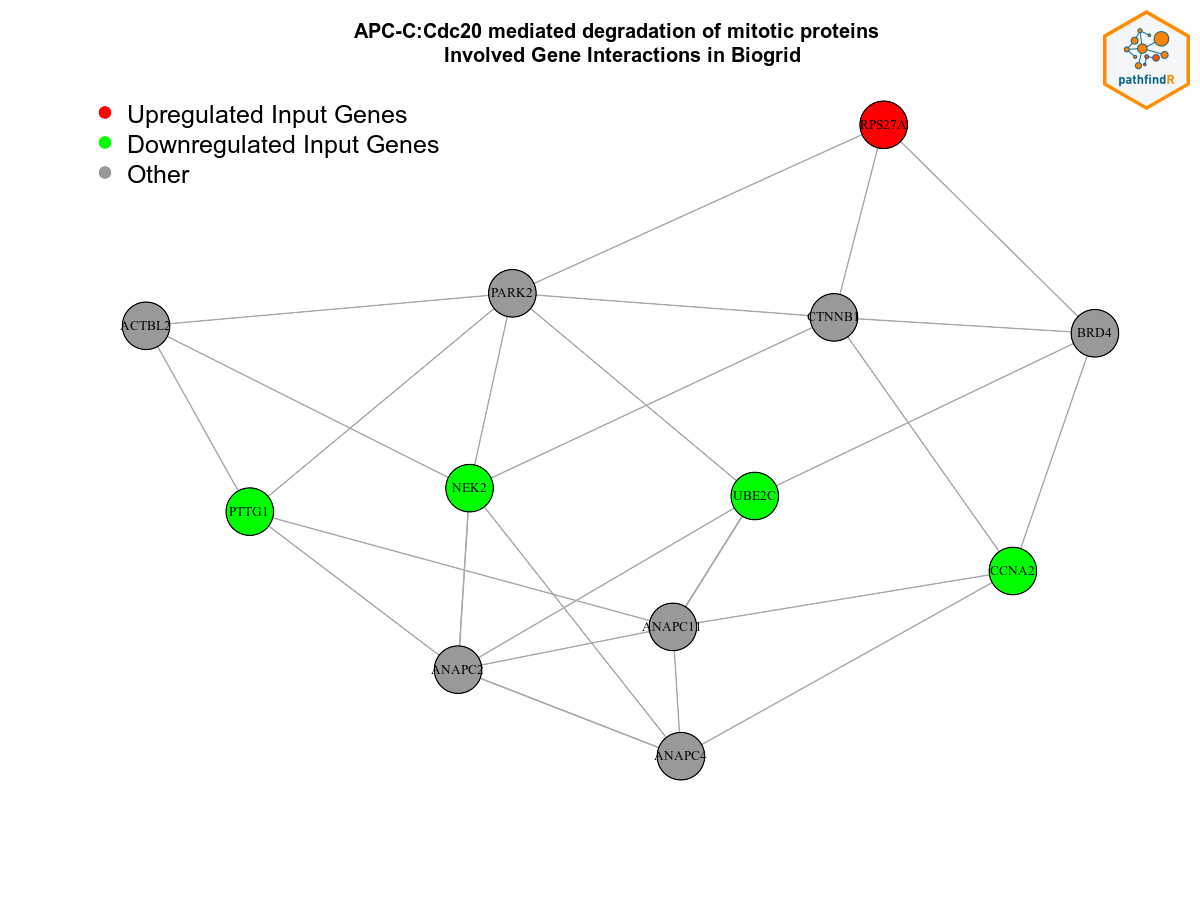 APC-C:Cdc20 mediated degradation of mitotic proteins
Involved Gene Interactions in Biogrid
pathfindR
Upregulated Input Genes
Downregulated Input Genes
Other
RPS27A
PARK2
CTNNB1
ACTBL2
BRD4
NEK2
UBE2C
PTTG1
CCNA2
ANAPC11
ANAPC2
ANAPC4